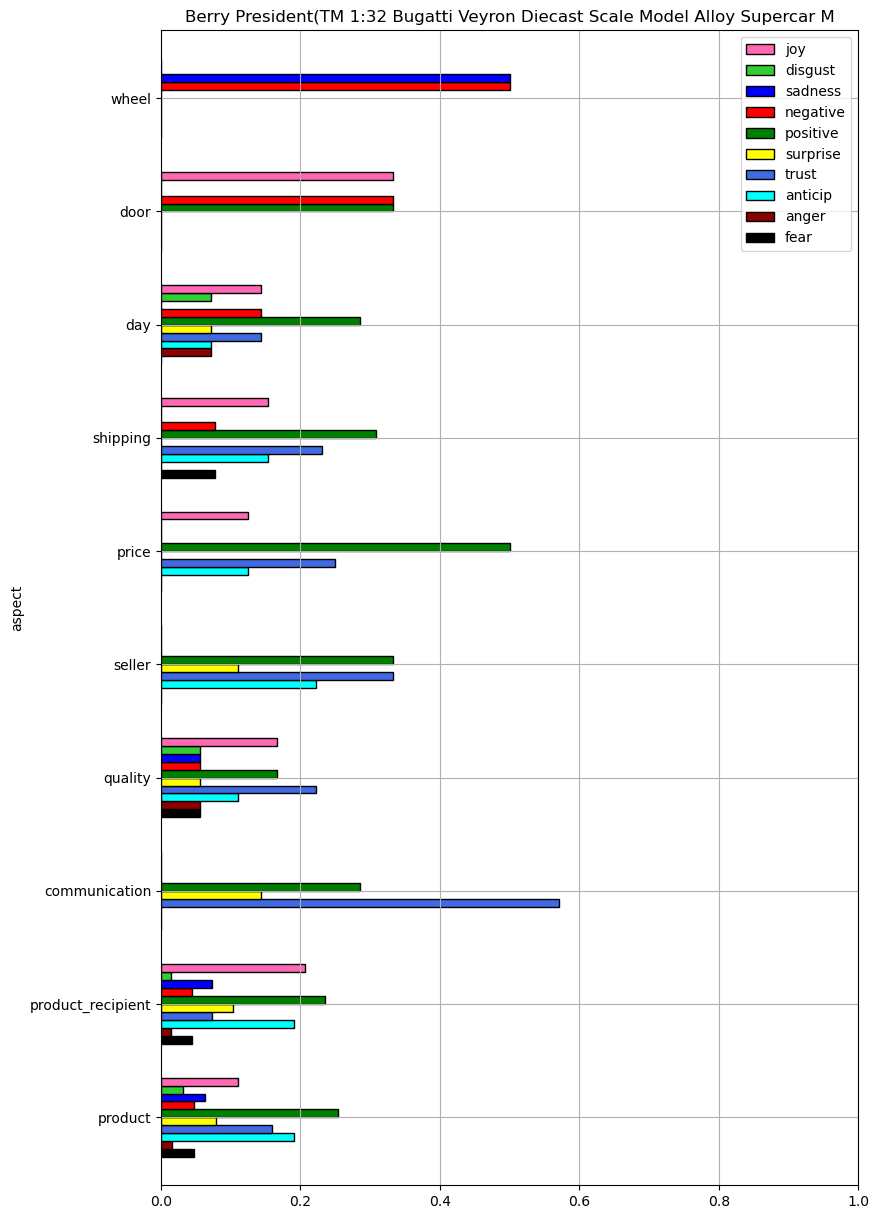 Berry President(TM 1:32 Bugatti Veyron Diecast Scale Model Alloy Supercar M
joy
disgust
sadness
negative
positive
surprise
trust
anticip
anger
fear
wheel
door
day
shipping
price
seller
quality
communication
product_recipient
product
aspect
0.0 0.2 0.4 0.6 0.8 1.0